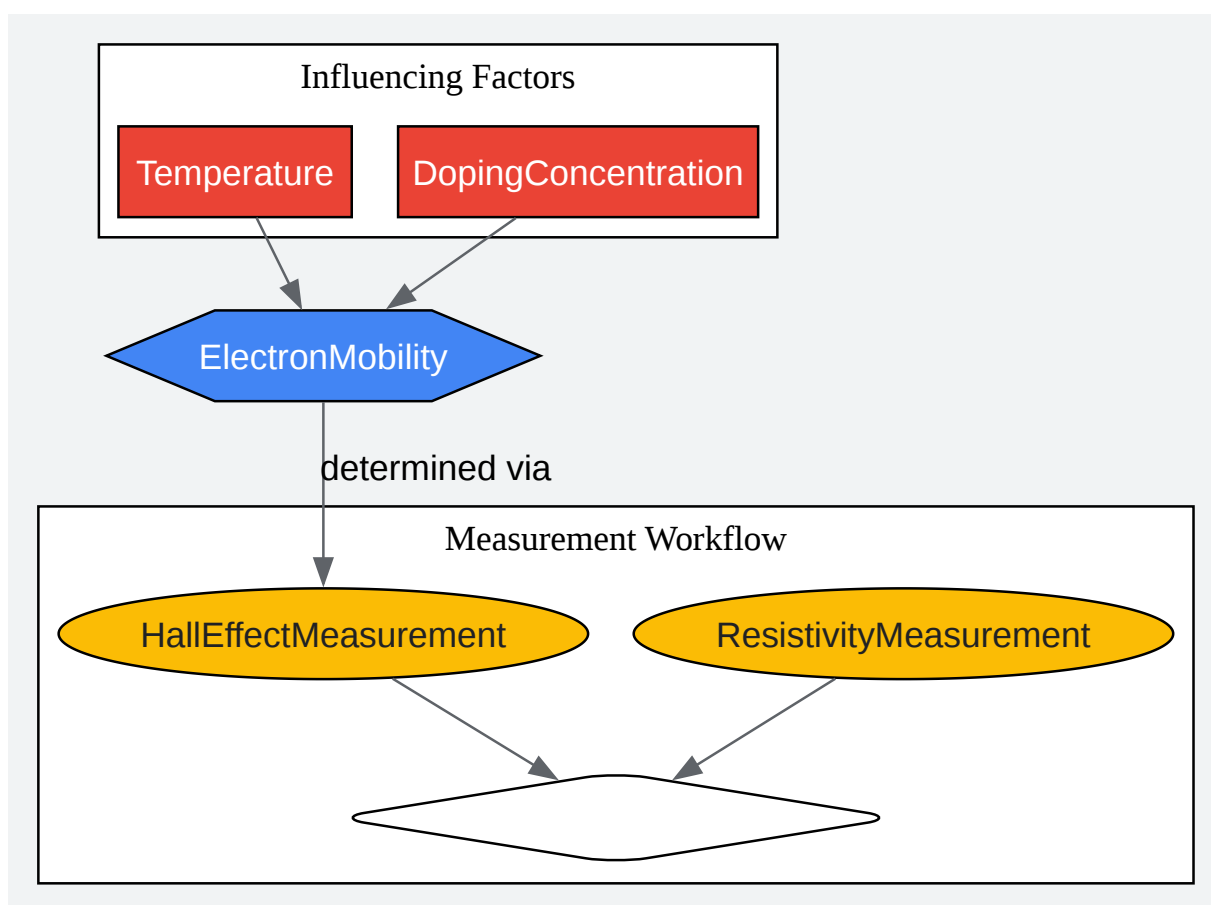 Influencing Factors
Temperature
DopingConcentration
ElectronMobility
determined via
Measurement Workflow
HallEffectMeasurement
ResistivityMeasurement